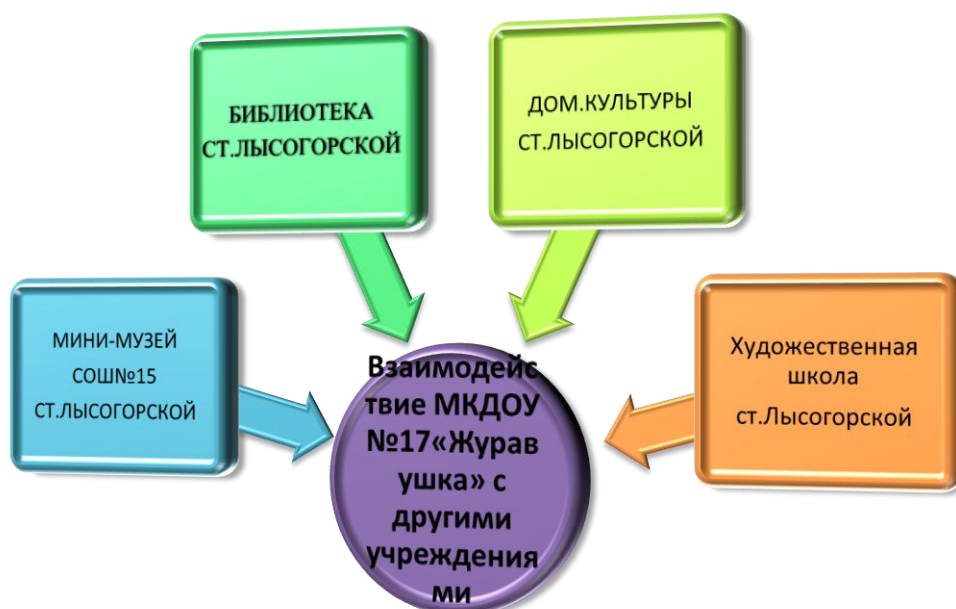 БИБЛИОТЕКА
СТ.ЛЫСОГОРСКОЙ
ДОМ.КУЛЬТУРЫ
СТ.ЛЫСОГОРСКОЙ
МИНИ-МУЗЕЙ
СОШ№15
СТ.ЛЫСОГОРСКОЙ
Художественная
школа
ст.Лысогорской
Взаимодейс
твие МКДОУ
№17«Журав
ушка» с
другими
учреждения
ми